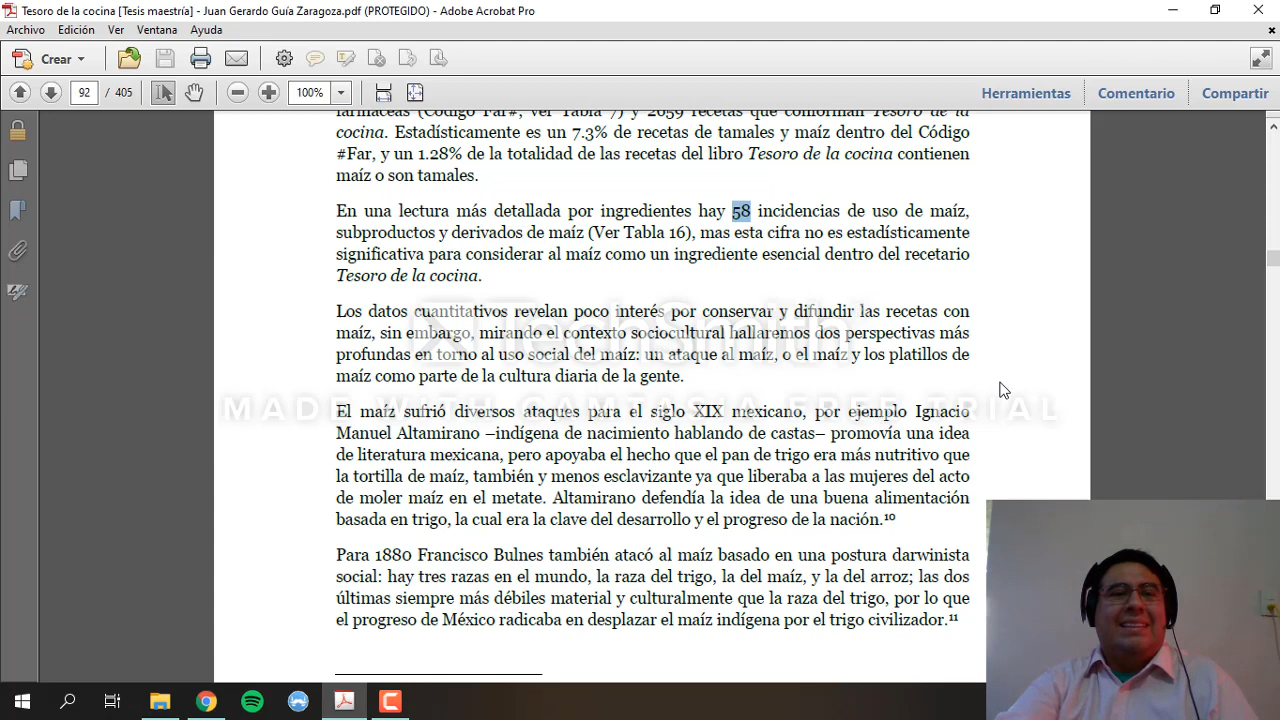 Tesoro de la cocina [Tesis maestría] - Juan Gerardo Guía Zaragoza.pdf (PROTEGIDO) - Adobe Acrobat Pro
Archivo Edición Ver Ventana Ayuda
Crear
92 / 405
100%
Herramientas Comentario Compartir
farináceas (Código Far#, ver Tabla 7) y 2659 recetas que conforman Tesoro de la
cocina. Estadísticamente es un 7.3% de recetas de tamales y maíz dentro del Código
#Far, y un 1.28% de la totalidad de las recetas del libro Tesoro de la cocina contienen
maíz o son tamales.
En una lectura más detallada por ingredientes hay 58 incidencias de uso de maíz,
subproductos y derivados de maíz (Ver Tabla 16), mas esta cifra no es estadísticamente
significativa para considerar al maíz como un ingrediente esencial dentro del recetario
Tesoro de la cocina.
Los datos cuantitativos revelan poco interés por conservar y difundir las recetas con
maíz, sin embargo, mirando el contexto sociocultural hallaremos dos perspectivas más
profundas en torno al uso social del maíz: un ataque al maíz, o el maíz y los platillos de
maíz como parte de la cultura diaria de la gente.
TechSmith
MADE WITH CAMTASIA FREE TRIAL
El maíz sufrió diversos ataques para el siglo XIX mexicano, por ejemplo Ignacio
Manuel Altamirano –indígena de nacimiento hablando de castas– promovía una idea
de literatura mexicana, pero apoyaba el hecho que el pan de trigo era más nutritivo que
la tortilla de maíz, también y menos esclavizante ya que liberaba a las mujeres del acto
de moler maíz en el metate. Altamirano defendía la idea de una buena alimentación
basada en trigo, la cual era la clave del desarrollo y el progreso de la nación.¹⁰
Para 1880 Francisco Bulnes también atacó al maíz basado en una postura darwinista
social: hay tres razas en el mundo, la raza del trigo, la del maíz, y la del arroz; las dos
últimas siempre más débiles material y culturalmente que la raza del trigo, por lo que
el progreso de México radicaba en desplazar el maíz indígena por el trigo civilizador.¹¹